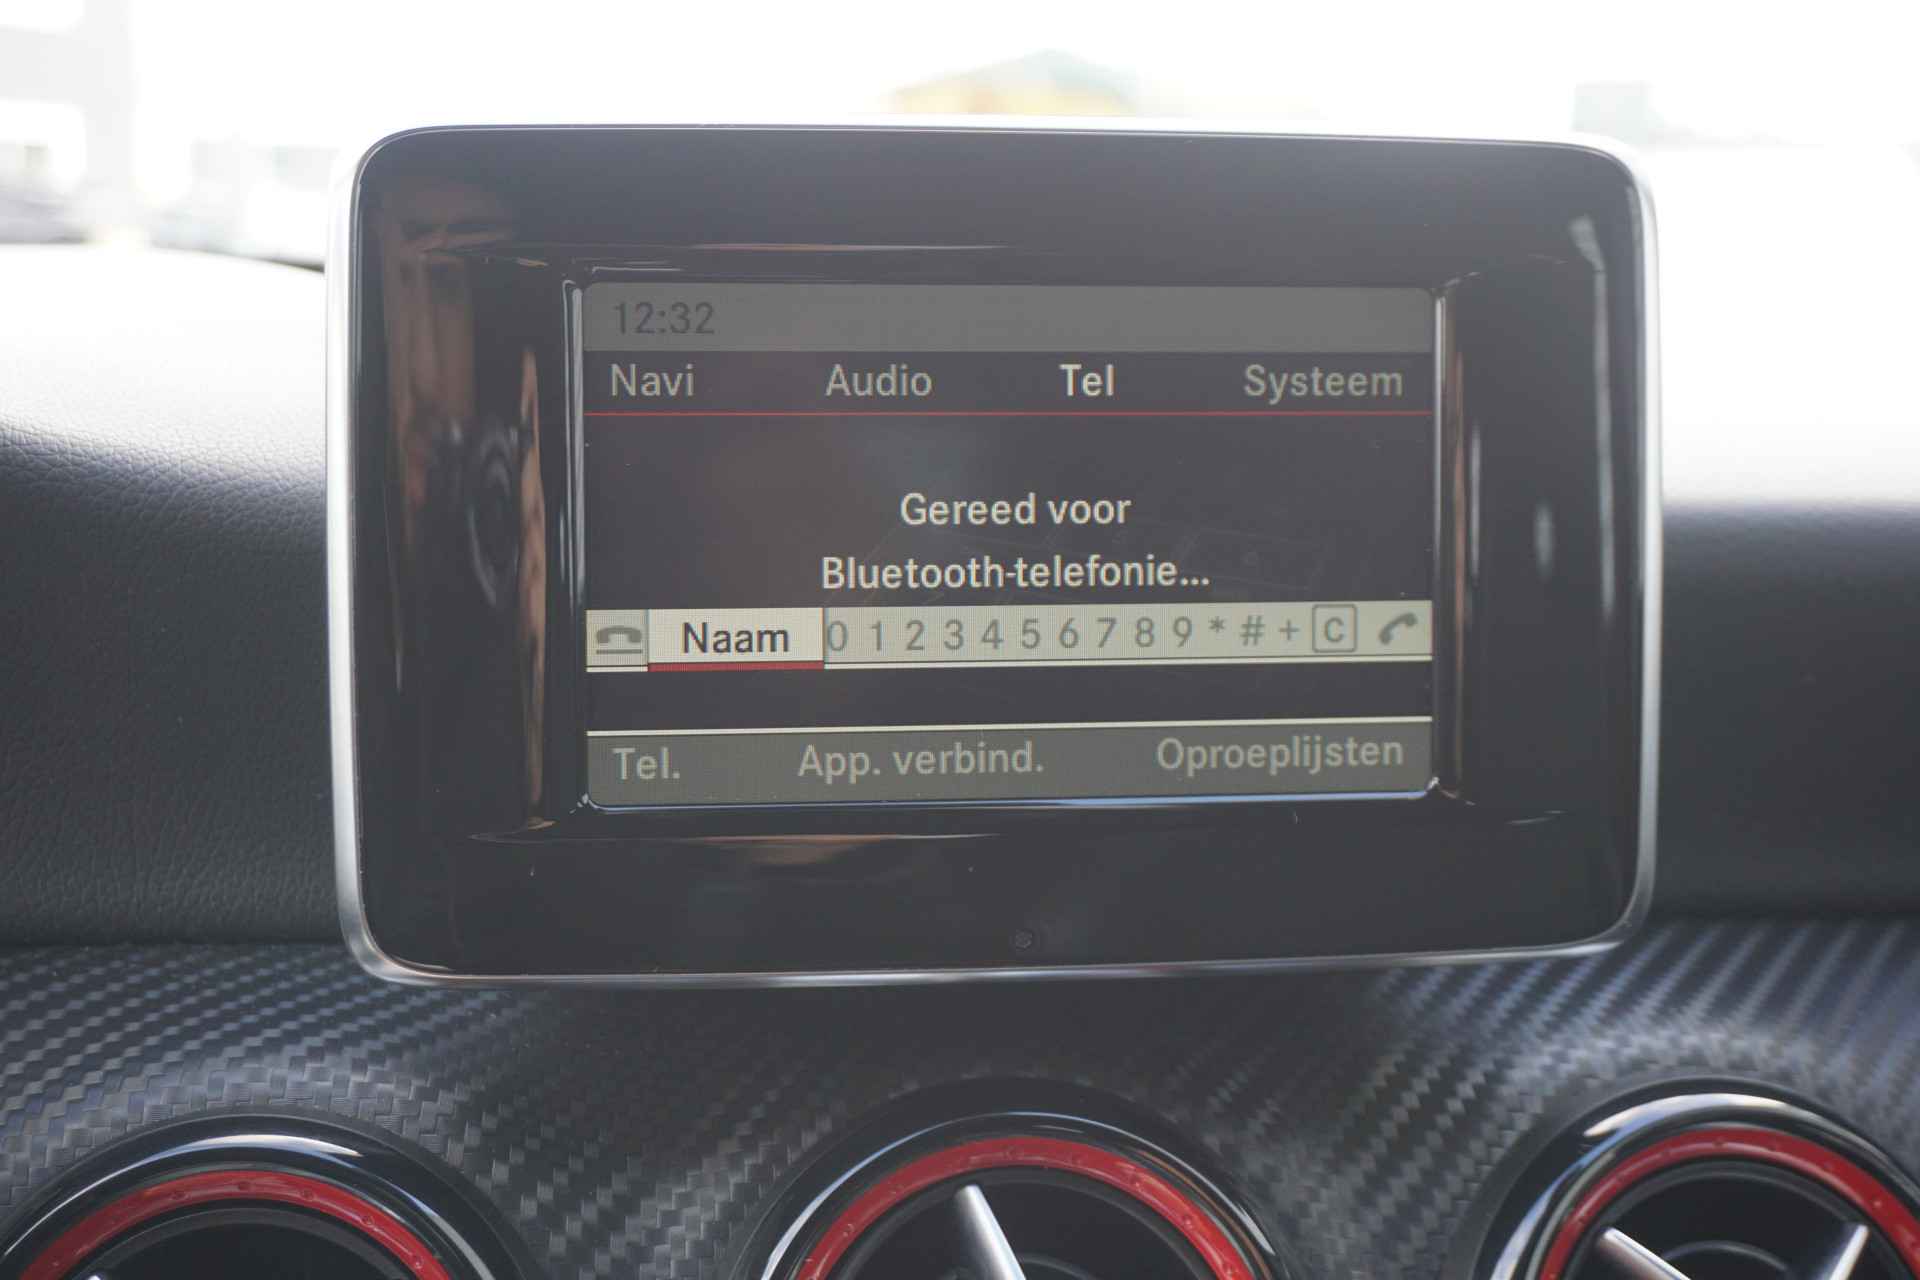 12:32
Navi Audio Tel Systeem
Gereed voor
Bluetooth-telefonie...
Naam 0 1 2 3 4 5 6 7 8 9 * # + C
Tel. App. verbind. Oproeplijsten